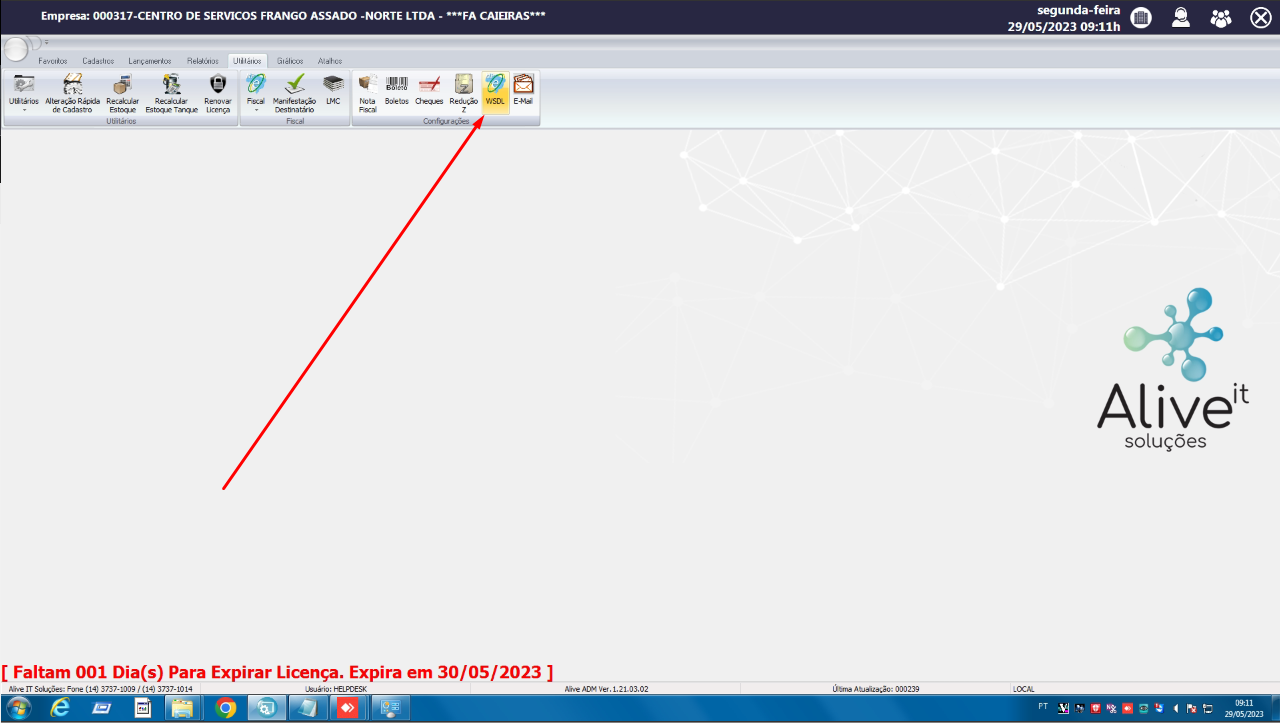 Empresa: 000317-CENTRO DE SERVICOS FRANGO ASSADO -NORTE LTDA - ***FA CAIEIRAS***
segunda-feira
29/05/2023 09:11h
Favoritos Cadastros Lançamentos Relatórios Utilitários Gráficos Atalhos
Utilitários
Alteração Rápida
de Cadastro
Recalcular
Estoque
Recalcular
Estoque Tanque
Renovar
Licença
Fiscal
Manifestação
Destinatário
LMC
Nota
Fiscal
Boleto
Boletos
Cheques
Redução
Z
WSDL
E-Mail
Utilitários Fiscal Configurações
Alive it
soluções
[ Faltam 001 Dia(s) Para Expirar Licença. Expira em 30/05/2023 ]
Alive IT Soluções: Fone (14) 3737-1009 / (14) 3737-1014 Usuário: HELPDESK Alive ADM Ver.1.21.03.02 Última Atualização: 000239 LOCAL
PT
09:11
29/05/2023